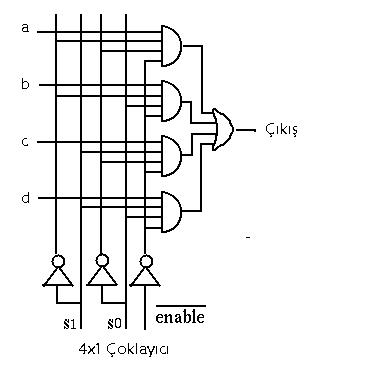 a
b
c
d
Çıkış
s1 s0 enable
4x1 Çoklayıcı